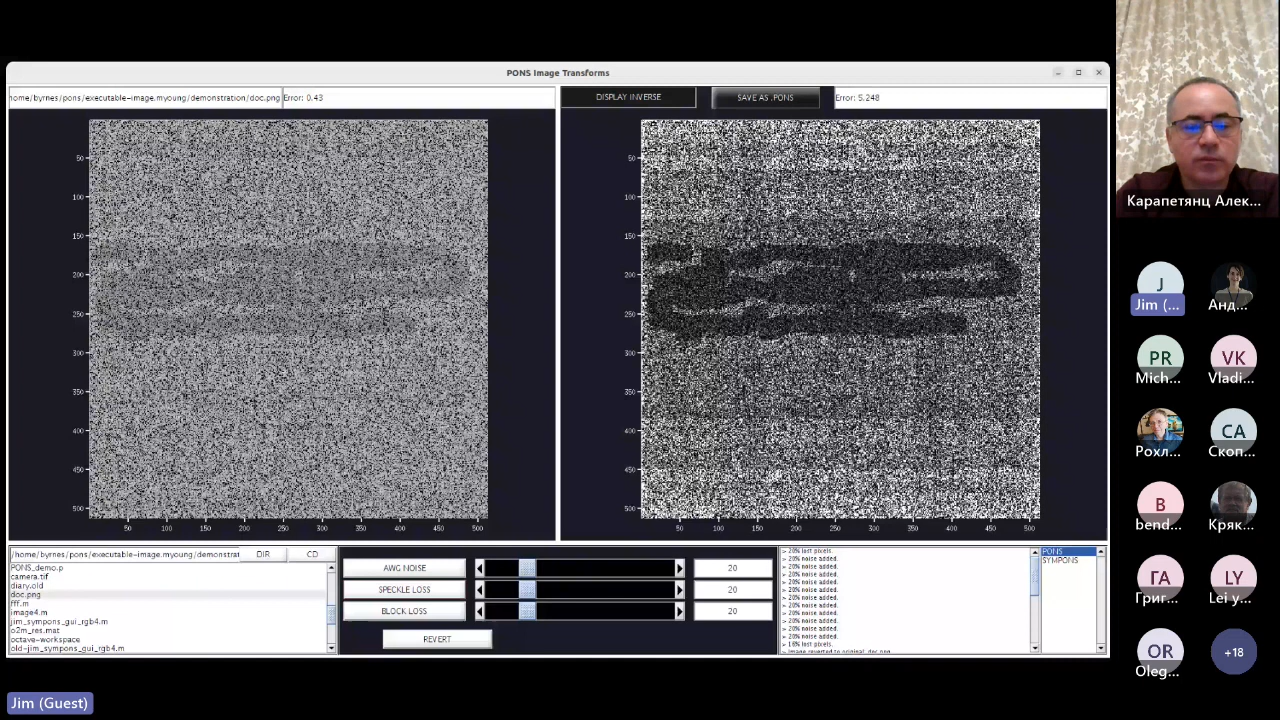 PONS Image Transforms
home/byrnes/pons/executable-image.myoung/demonstration/doc.png
Error: 0.43
DISPLAY INVERSE
SAVE AS .PONS
Error: 5.248
50
100
150
200
250
300
350
400
450
500
50 100 150 200 250 300 350 400 450 500
50
100
150
200
250
300
350
400
450
500
50 100 150 200 250 300 350 400 450 500
/home/byrnes/pons/executable-image.myoung/demonstrat
DIR
CD
PONS_demo.p
camera.tif
diary.old
doc.png
fff.m
image4.m
jim_sympons_gui_rgb4.m
o2m_res.mat
octave-workspace
old-jim_sympons_gui_rgb4.m
AWG NOISE
20
SPECKLE LOSS
20
BLOCK LOSS
20
REVERT
> 20% lost pixels.
> 20% noise added.
> 20% noise added.
> 20% noise added.
> 20% noise added.
> 20% noise added.
> 20% noise added.
> 20% noise added.
> 20% noise added.
> 20% noise added.
> 20% noise added.
> Image reverted to original: doc.png
PONS
SYMPONS
Карапетянц Алек...
J
Jim (...
Анд...
PR
Mich...
VK
Vladi...
Рохл...
CA
Скоп...
B
bend...
Кряк...
ГА
Григ...
LY
Lei y...
OR
Oleg...
+18
Jim (Guest)